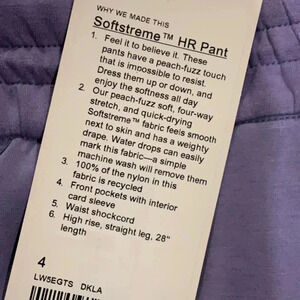 WHY WE MADE THIS
Softstreme™ HR Pant
1. Feel it to believe it. These
pants have a peach-fuzz touch
that is impossible to resist.
Dress them up or down, and
enjoy the softness all day
2. Our peach-fuzz soft, four-way
stretch, and quick-drying
Softstreme™ fabric feels smooth
next to skin and has a weighty
drape. Water drops can easily
mark this fabric—a simple
machine wash will remove them
3. 100% of the nylon in this
fabric is recycled
4. Front pockets with interior
card sleeve
5. Waist shockcord
6. High rise, straight leg, 28"
length
4
LW5EGTS DKLA